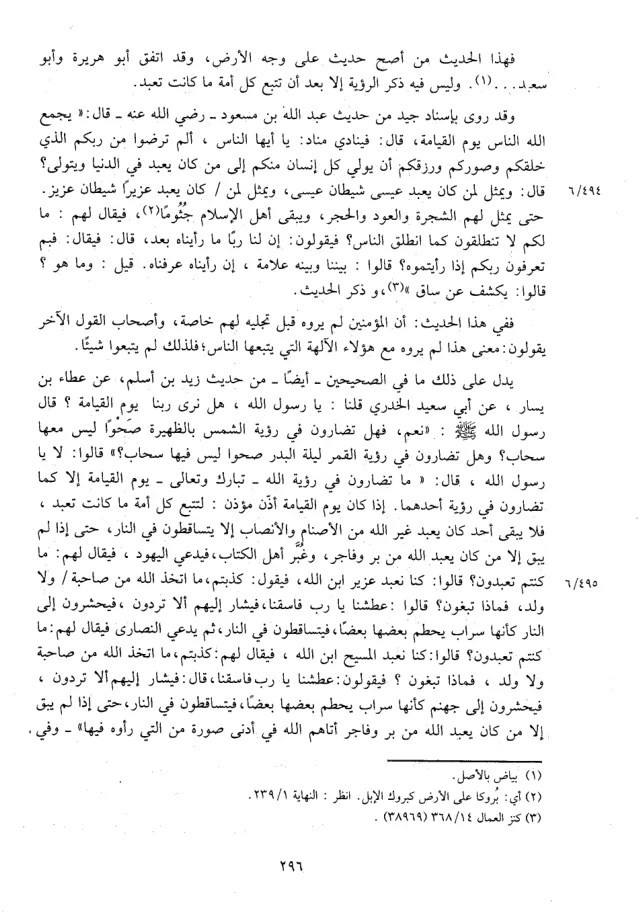 فهذا الحديث من أصح حديث على وجه الأرض، وقد اتفق أبو هريرة وأبو
سعيد...(١). وليس فيه ذكر الرؤية إلا بعد أن تتبع كل أمة ما كانت تعبد.
وقد روى بإسناد جيد من حديث عبد الله بن مسعود ـ رضي الله عنه ـ قال:« يجمع
الله الناس يوم القيامة، قال: فينادي مناد: يا أيها الناس ، ألم ترضوا من ربكم الذي
خلقكم وصوركم ورزقكم أن يولي كل إنسان منكم إلى من كان يعبد في الدنيا ويتولى؟
٦/٤٩٤ قال: ويمثل لمن كان يعبد عيسى شيطان عيسى، ويمثل لمن / كان يعبد عزيرًا شيطان عزيز.
حتى يمثل لهم الشجرة والعود والحجر، ويبقى أهل الإسلام جُثُومًا(٢)، فيقال لهم : ما
لكم لا تنطلقون كما انطلق الناس؟ فيقولون: إن لنا ربًا ما رأيناه بعد، قال: فيقال: فبم
تعرفون ربكم إذا رأيتموه؟ قالوا : بيننا وبينه علامة ، إن رأيناه عرفناه. قيل : وما هو ؟
قالوا: يكشف عن ساق »(٣)،و ذكر الحديث.
ففي هذا الحديث: أن المؤمنين لم يروه قبل تجليه لهم خاصة، وأصحاب القول الآخر
يقولون:معنى هذا لم يروه مع هؤلاء الآلهة التي يتبعها الناس؛فلذلك لم يتبعوا شيئًا.
يدل على ذلك ما في الصحيحين ـ أيضًا ـ من حديث زيد بن أسلم، عن عطاء بن
يسار ، عن أبي سعيد الخدري قلنا : يا رسول الله ، هل نرى ربنا يوم القيامة ؟ قال
رسول الله ﷺ : «نعم، فهل تضارون في رؤية الشمس بالظهيرة صَحْوًا ليس معها
سحاب؟ وهل تضارون في رؤية القمر ليلة البدر صحوا ليس فيها سحاب؟» قالوا: لا يا
رسول الله ، قال: « ما تضارون في رؤية الله ـ تبارك وتعالى ـ يوم القيامة إلا كما
تضارون في رؤية أحدهما. إذا كان يوم القيامة أذّن مؤذن : لتتبع كل أمة ما كانت تعبد ،
فلا يبقى أحد كان يعبد غير الله من الأصنام والأنصاب إلا يتساقطون في النار، حتى إذا لم
يبق إلا من كان يعبد الله من بر وفاجر، وغُبَّر أهل الكتاب،فيدعي اليهود ، فيقال لهم: ما
٦/٤٩٥ كنتم تعبدون؟ قالوا: كنا نعبد عزير ابن الله، فيقول: كذبتم،ما اتخذ الله من صاحبة/ ولا
ولد، فماذا تبغون؟ قالوا :عطشنا يا رب فاسقنا،فيشار إليهم ألا تردون ،فيحشرون إلى
النار كأنها سراب يحطم بعضها بعضًا،فيتساقطون في النار،ثم يدعي النصارى فيقال لهم:ما
كنتم تعبدون؟ قالوا:كنا نعبد المسيح ابن الله ، فيقال لهم:كذبتم،ما اتخذ الله من صاحبة
ولا ولد ، فماذا تبغون ؟ فيقولون:عطشنا يا رب فاسقنا،قال:فيشار إليهم ألا تردون ،
فيحشرون إلى جهنم كأنها سراب يحطم بعضها بعضًا،فيتساقطون في النار،حتى إذا لم يبق
إلا من كان يعبد الله من بر وفاجر أتاهم الله في أدنى صورة من التي رأوه فيها» ـ وفي.
(١) بياض بالأصل.
(٢) أي: بُروكا على الأرض كبروك الإبل. انظر : النهاية ٢٣٩/١.
(٣) كنز العمال ٣٦٨/١٤ (٣٨٩٦٩) .
٢٩٦